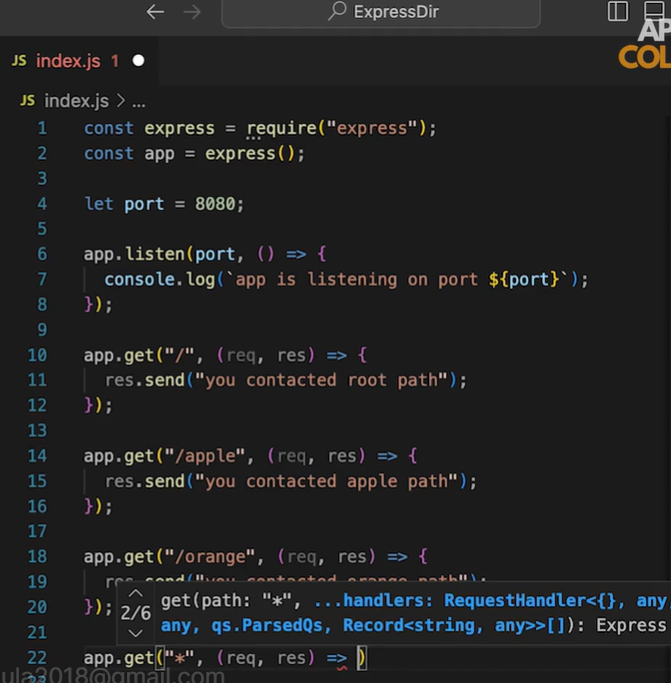 ExpressDir
AP
COL
JS index.js 1
JS index.js > ...
1 const express = require("express");
2 const app = express();
3
4 let port = 8080;
5
6 app.listen(port, () => {
7 console.log(`app is listening on port ${port}`);
8 });
9
10 app.get("/", (req, res) => {
11 res.send("you contacted root path");
12 });
13
14 app.get("/apple", (req, res) => {
15 res.send("you contacted apple path");
16 });
17
18 app.get("/orange", (req, res) => {
19 res.send("you contacted orange path");
20 });
2/6 get(path: "*", ...handlers: RequestHandler<{}, any,
any, qs.ParsedQs, Record<string, any>>[]): Express
21
22 app.get("*", (req, res) => )
ula2018@gmail.com